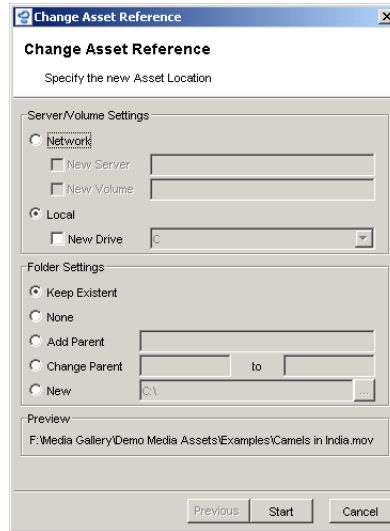 Change Asset Reference
Change Asset Reference
Specify the new Asset Location
Server/Volume Settings
Network
New Server
New Volume
Local
New Drive C
Folder Settings
Keep Existent
None
Add Parent
Change Parent to
New C:\ ...
Preview
F:\Media Gallery\Demo Media Assets\Examples\Camels in India.mov
Previous Start Cancel